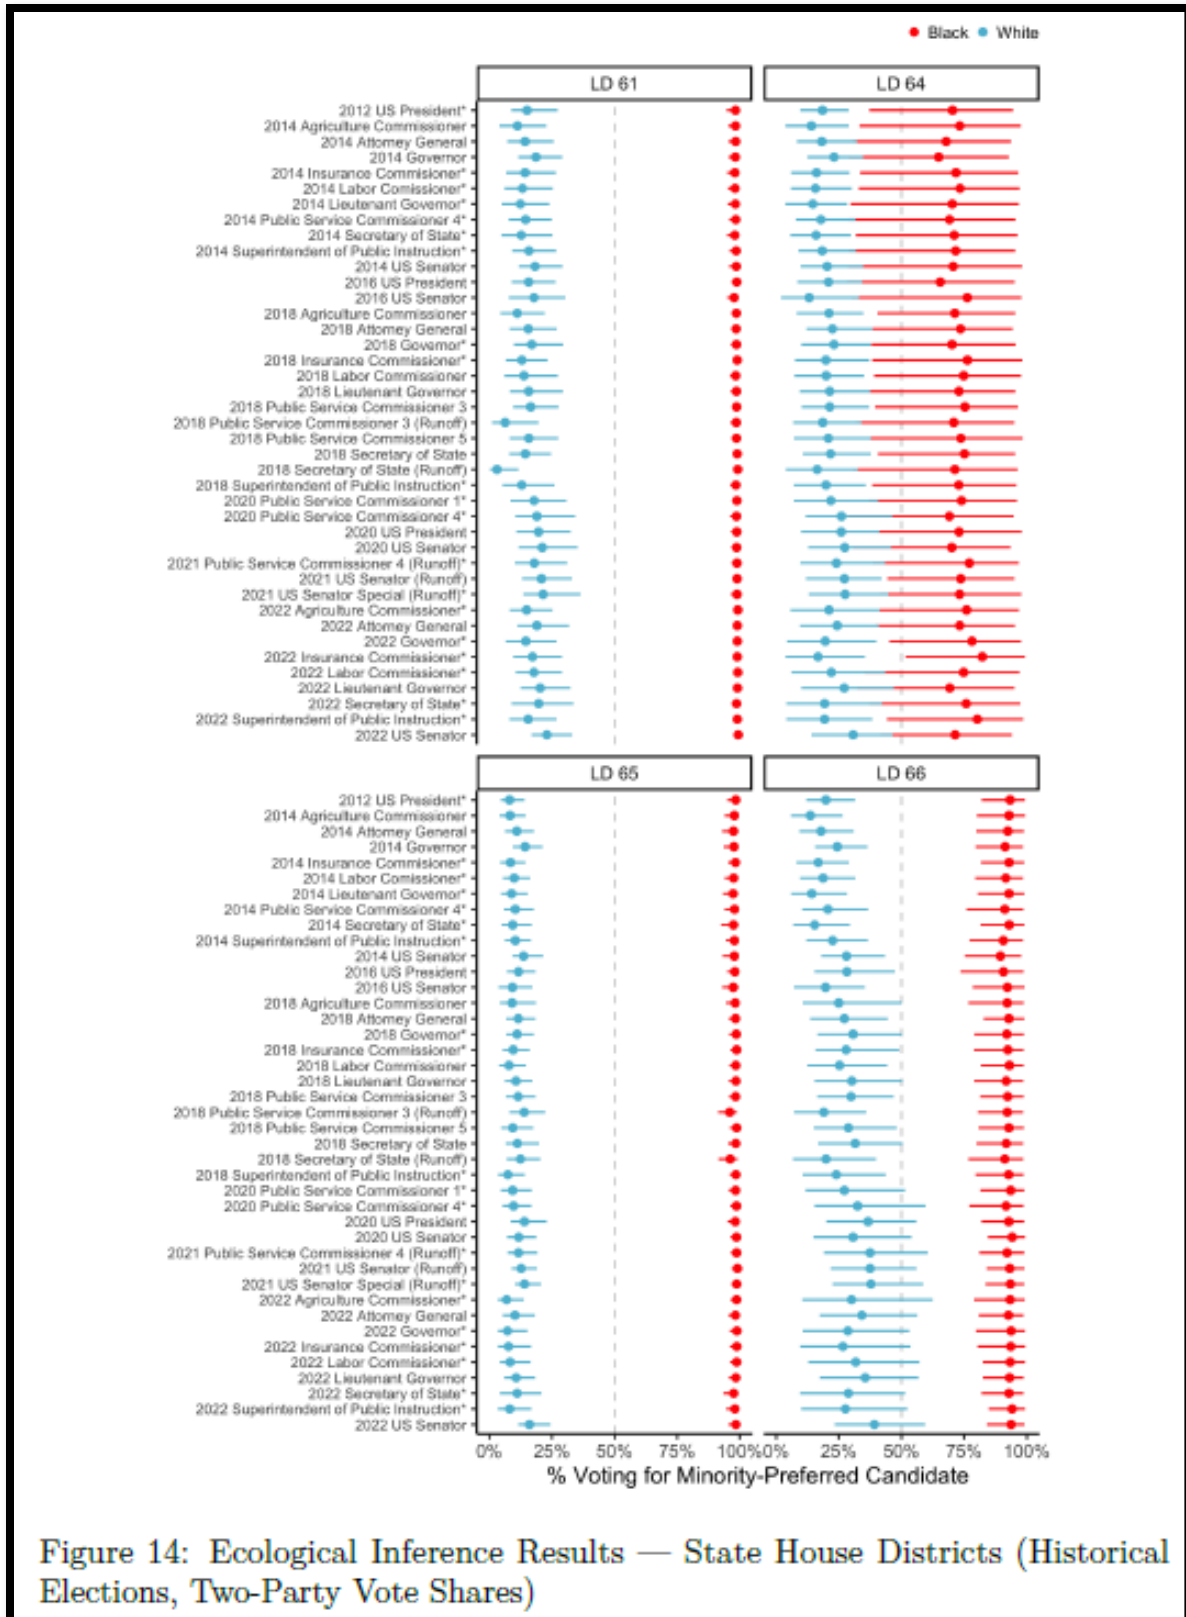 Black White
LD 61 LD 64
2012 US President*
2014 Agriculture Commissioner
2014 Attorney General
2014 Governor
2014 Insurance Commisioner*
2014 Labor Comissioner*
2014 Lieutenant Governor*
2014 Public Service Commissioner 4*
2014 Secretary of State*
2014 Superintendent of Public Instruction*
2014 US Senator
2016 US President
2016 US Senator
2018 Agriculture Commissioner
2018 Attorney General
2018 Governor*
2018 Insurance Commissioner*
2018 Labor Commissioner
2018 Lieutenant Governor
2018 Public Service Commissioner 3
2018 Public Service Commissioner 3 (Runoff)
2018 Public Service Commissioner 5
2018 Secretary of State
2018 Secretary of State (Runoff)
2018 Superintendent of Public Instruction*
2020 Public Service Commissioner 1*
2020 Public Service Commissioner 4*
2020 US President
2020 US Senator
2021 Public Service Commissioner 4 (Runoff)*
2021 US Senator (Runoff)
2021 US Senator Special (Runoff)*
2022 Agriculture Commissioner*
2022 Attorney General
2022 Governor*
2022 Insurance Commissioner*
2022 Labor Commissioner*
2022 Lieutenant Governor
2022 Secretary of State*
2022 Superintendent of Public Instruction*
2022 US Senator
LD 65 LD 66
2012 US President*
2014 Agriculture Commissioner
2014 Attorney General
2014 Governor
2014 Insurance Commisioner*
2014 Labor Comissioner*
2014 Lieutenant Governor*
2014 Public Service Commissioner 4*
2014 Secretary of State*
2014 Superintendent of Public Instruction*
2014 US Senator
2016 US President
2016 US Senator
2018 Agriculture Commissioner
2018 Attorney General
2018 Governor*
2018 Insurance Commissioner*
2018 Labor Commissioner
2018 Lieutenant Governor
2018 Public Service Commissioner 3
2018 Public Service Commissioner 3 (Runoff)
2018 Public Service Commissioner 5
2018 Secretary of State
2018 Secretary of State (Runoff)
2018 Superintendent of Public Instruction*
2020 Public Service Commissioner 1*
2020 Public Service Commissioner 4*
2020 US President
2020 US Senator
2021 Public Service Commissioner 4 (Runoff)*
2021 US Senator (Runoff)
2021 US Senator Special (Runoff)*
2022 Agriculture Commissioner*
2022 Attorney General
2022 Governor*
2022 Insurance Commissioner*
2022 Labor Commissioner*
2022 Lieutenant Governor
2022 Secretary of State*
2022 Superintendent of Public Instruction*
2022 US Senator
0% 25% 50% 75% 100% 0% 25% 50% 75% 100%
% Voting for Minority-Preferred Candidate
Figure 14: Ecological Inference Results — State House Districts (Historical
Elections, Two-Party Vote Shares)